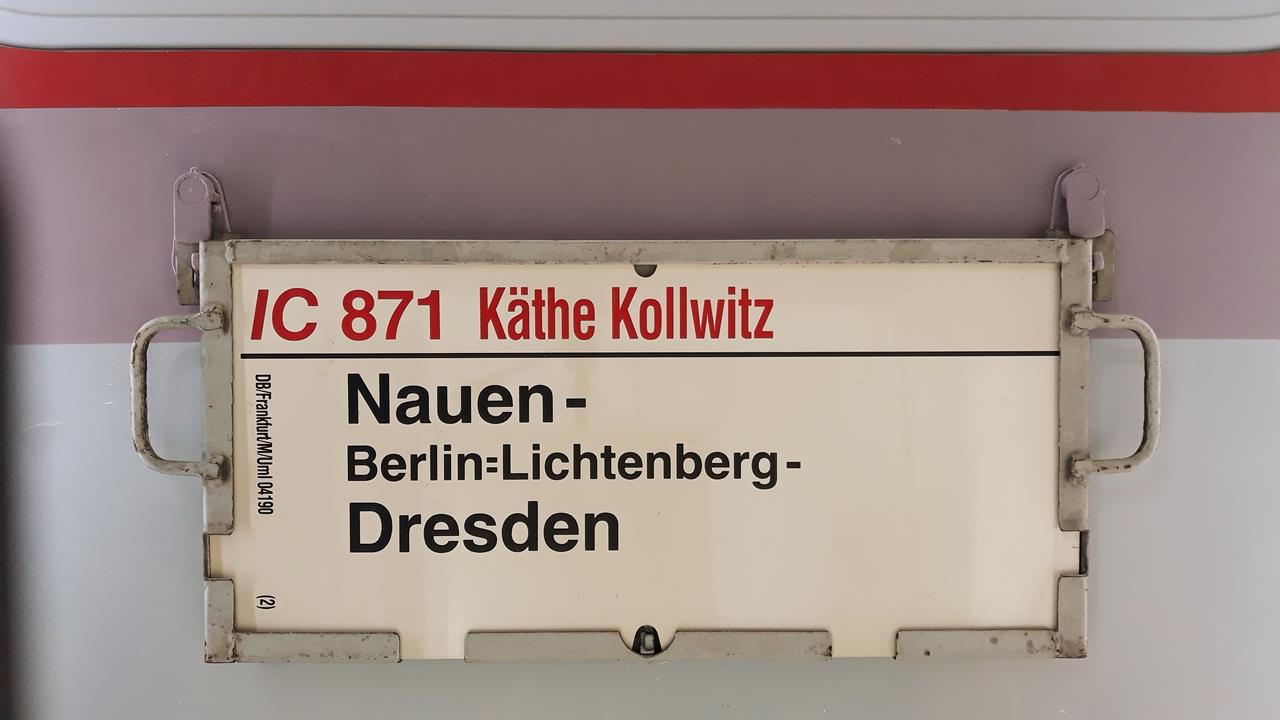 IC 871 Käthe Kollwitz
Nauen-
Berlin=Lichtenberg-
Dresden
DB/Frankfurt/M/Uml 04190
(2)